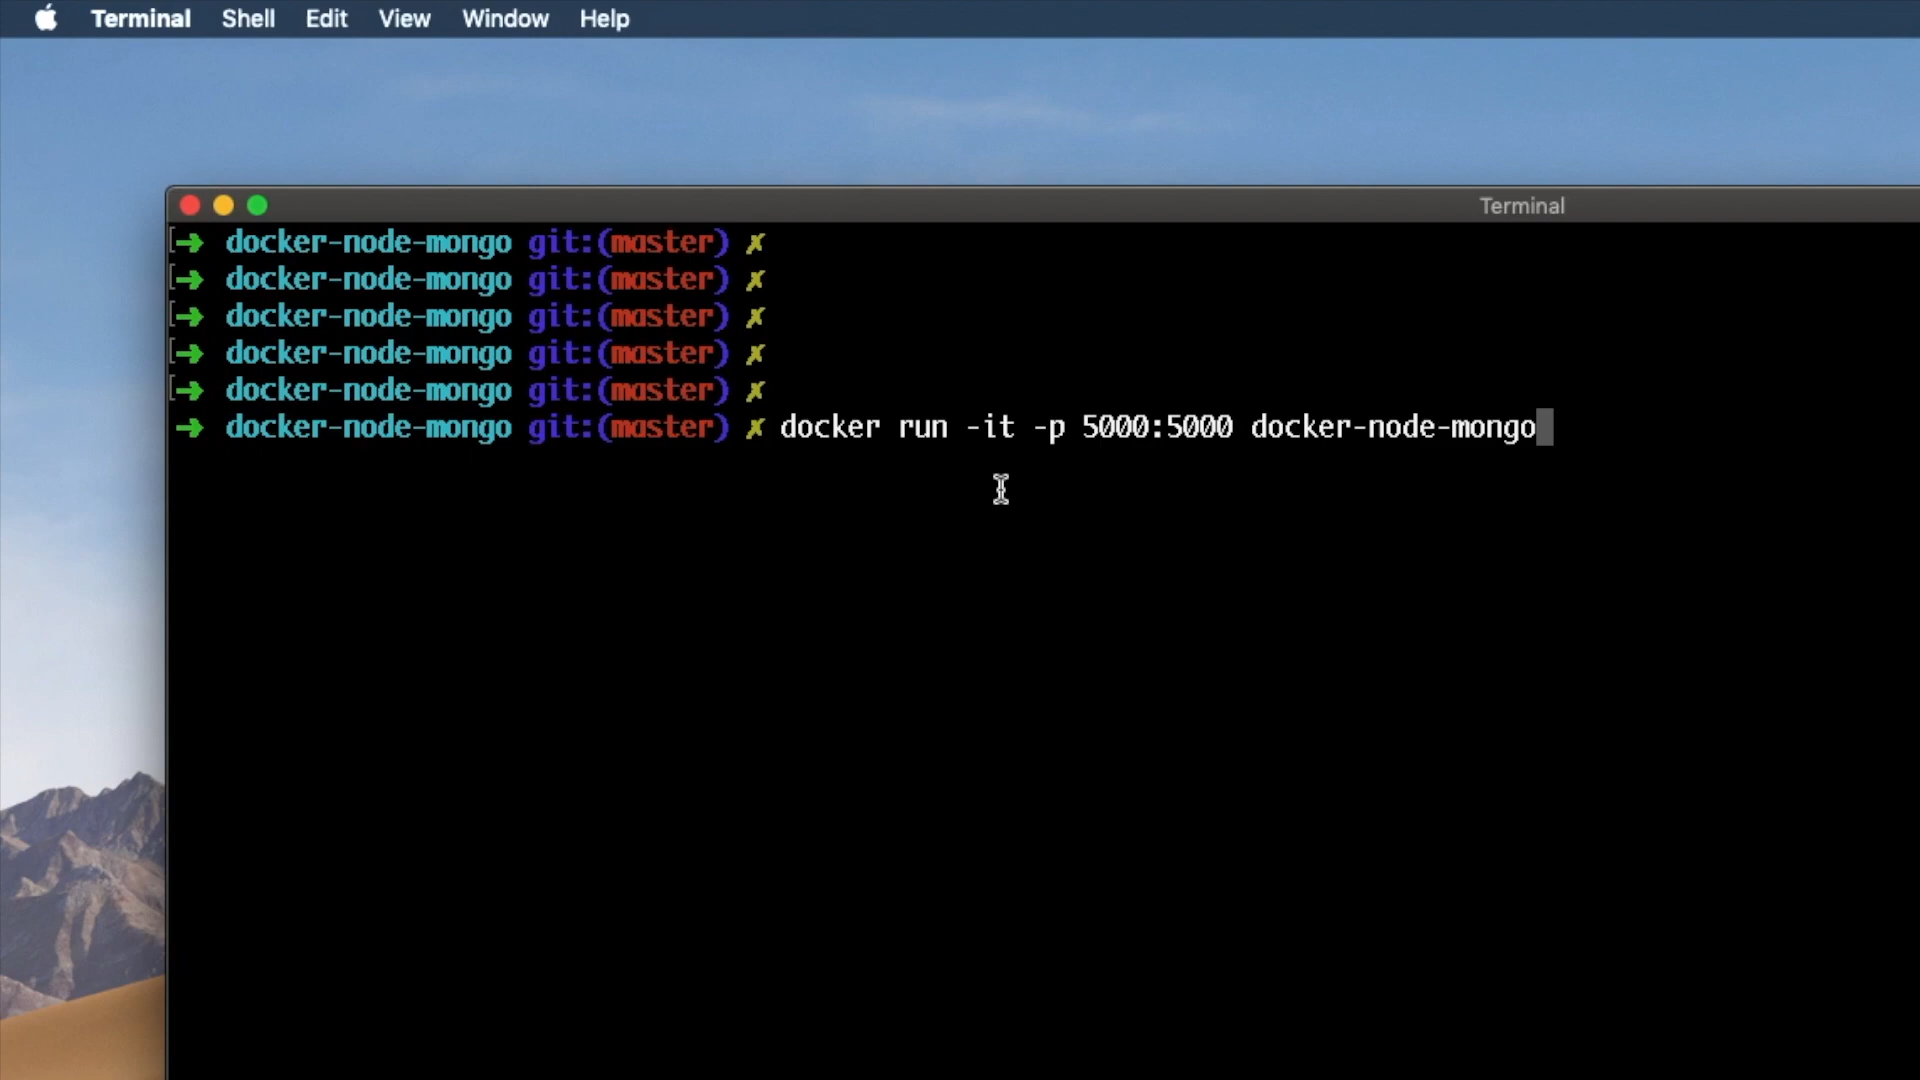 Terminal Shell Edit View Window Help
Terminal
[→ docker-node-mongo git:(master) ✗
[→ docker-node-mongo git:(master) ✗
[→ docker-node-mongo git:(master) ✗
[→ docker-node-mongo git:(master) ✗
[→ docker-node-mongo git:(master) ✗
→ docker-node-mongo git:(master) ✗ docker run -it -p 5000:5000 docker-node-mongo